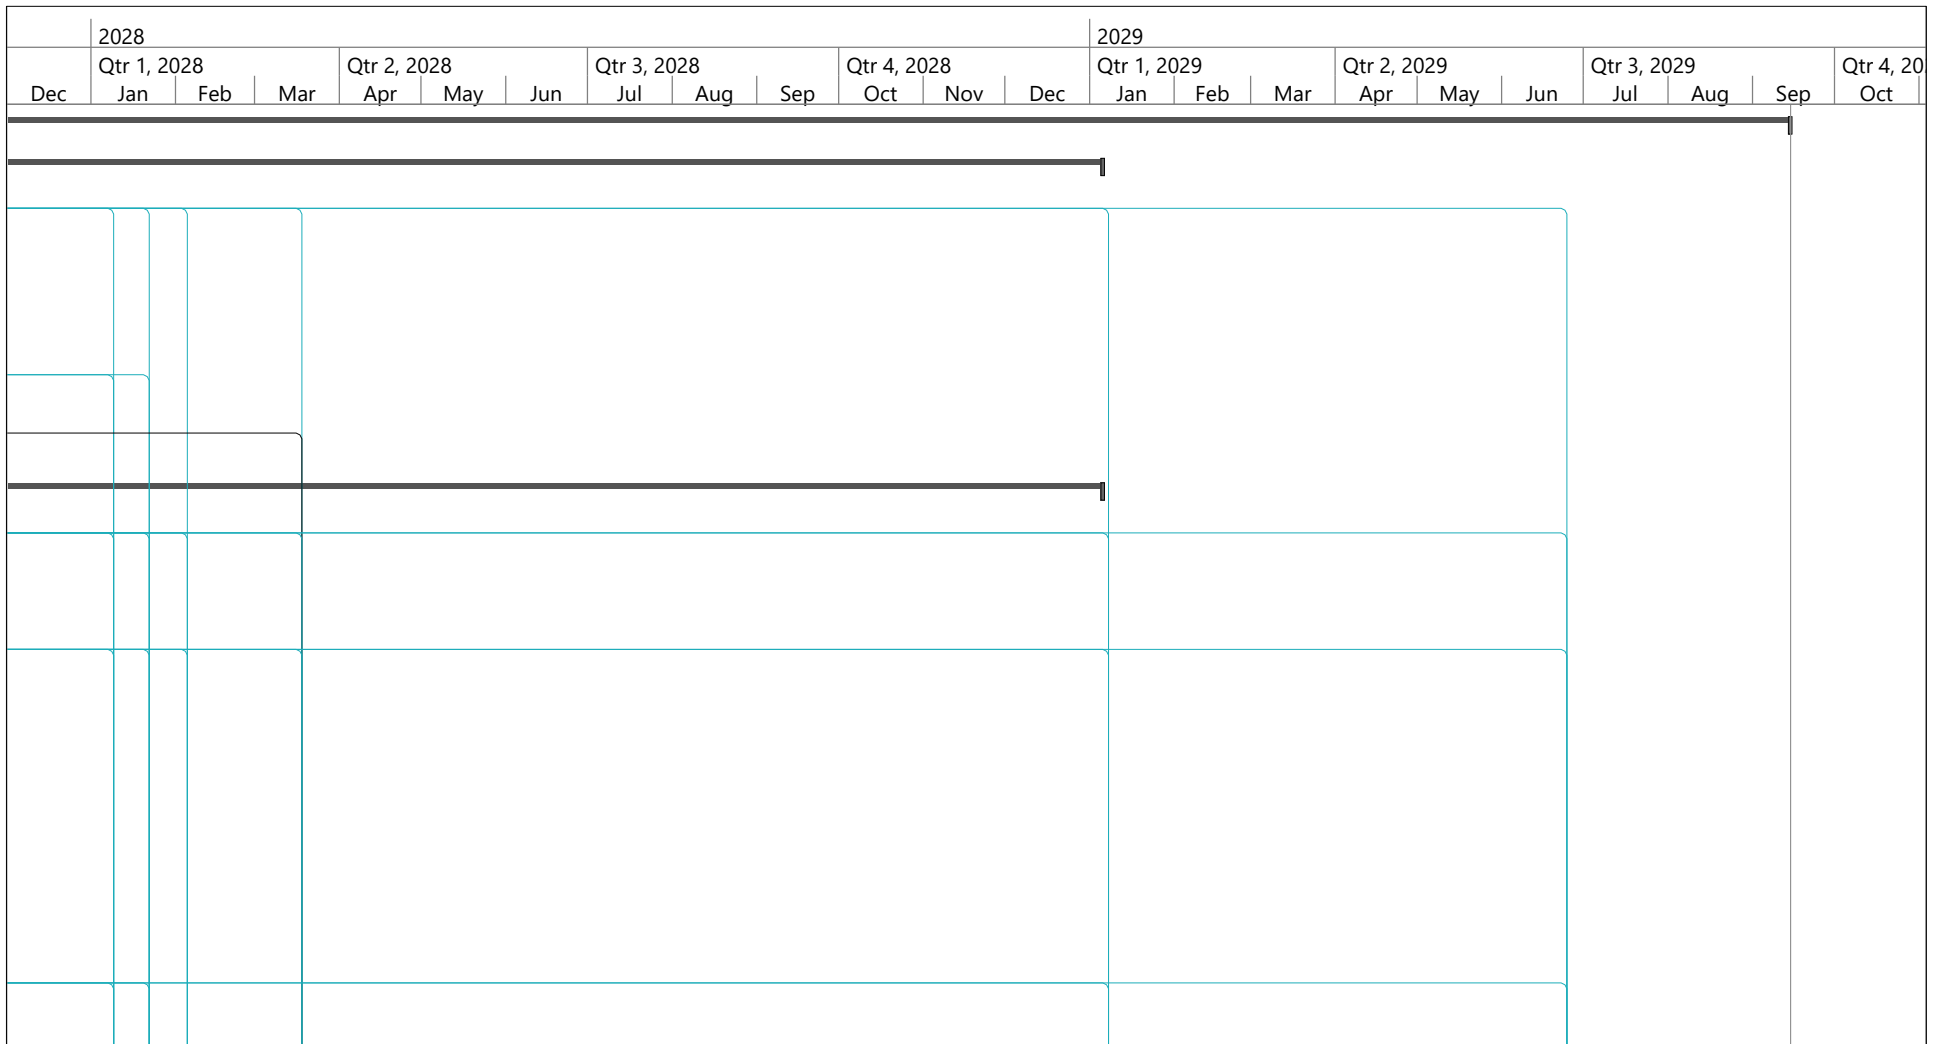 2028 2029
Qtr 1, 2028 Qtr 2, 2028 Qtr 3, 2028 Qtr 4, 2028 Qtr 1, 2029 Qtr 2, 2029 Qtr 3, 2029 Qtr 4, 20
Dec Jan Feb Mar Apr May Jun Jul Aug Sep Oct Nov Dec Jan Feb Mar Apr May Jun Jul Aug Sep Oct